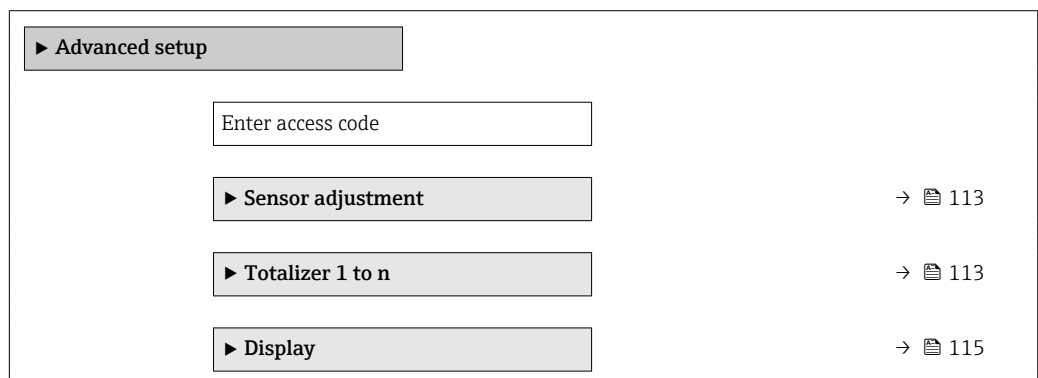 ▶ Advanced setup
Enter access code
▶ Sensor adjustment → 113
▶ Totalizer 1 to n → 113
▶ Display → 115